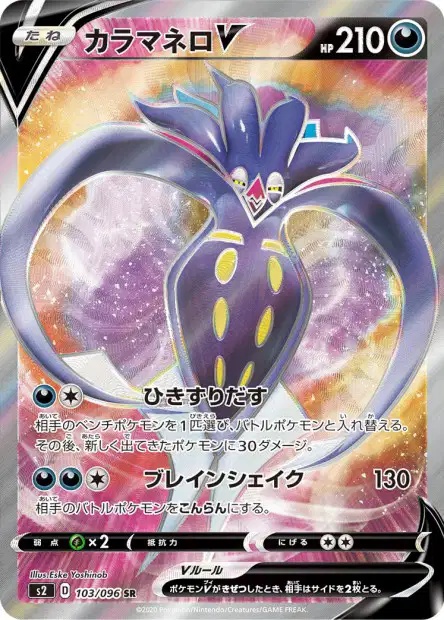 たね カラマネロV HP210
ひきずりだす
相手のベンチポケモンを1匹選び、バトルポケモンと入れ替える。
その後、新しく出てきたポケモンに30ダメージ。
ブレインシェイク 130
相手のバトルポケモンをこんらんにする。
弱点 ×2 抵抗力 にげる
Illus.Eske Yoshinob
Vルール
s2 D 103/096 SR
ポケモンVがきぜつしたとき、相手はサイドを2枚とる。
©2020 Pokémon/Nintendo/Creatures/GAME FREAK.